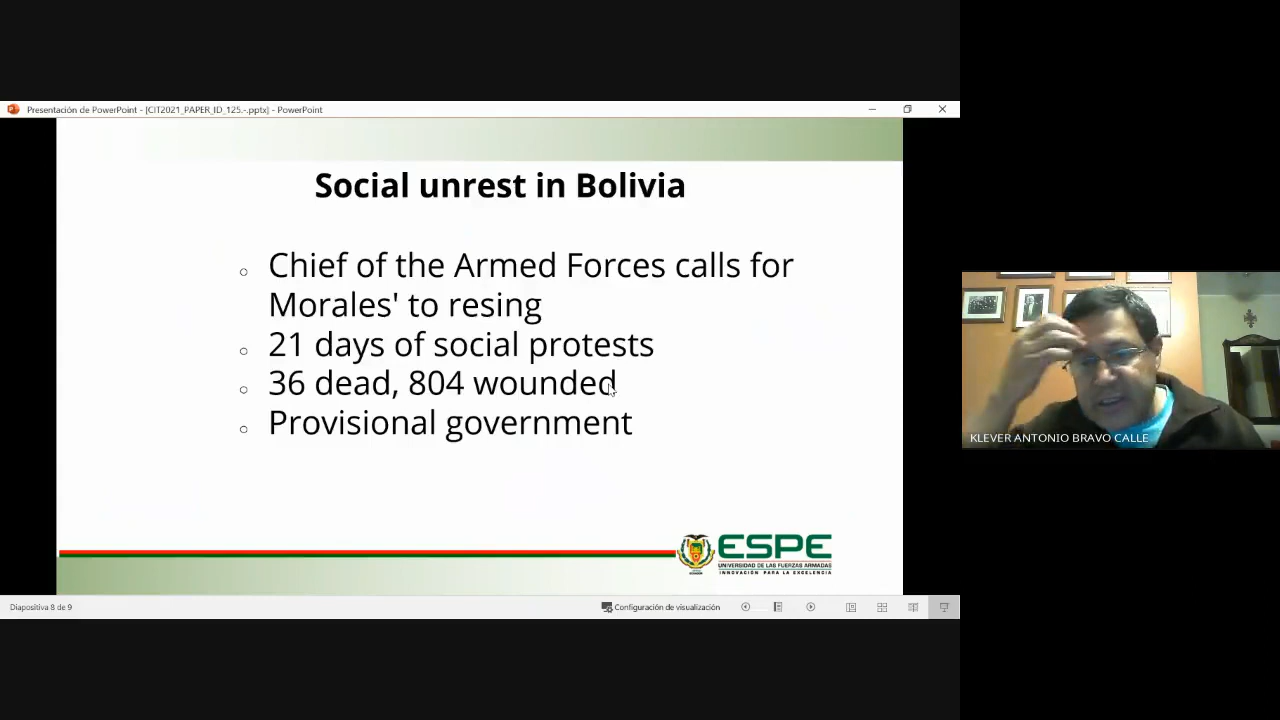 Presentación de PowerPoint - [CIT2021_PAPER_ID_125.-.pptx] - PowerPoint
Social unrest in Bolivia
Chief of the Armed Forces calls for
Morales' to resing
21 days of social protests
36 dead, 804 wounded
Provisional government
ESPE
UNIVERSIDAD DE LAS FUERZAS ARMADAS
INNOVACIÓN PARA LA EXCELENCIA
KLEVER ANTONIO BRAVO CALLE
Diapositiva 8 de 9
Configuración de visualización